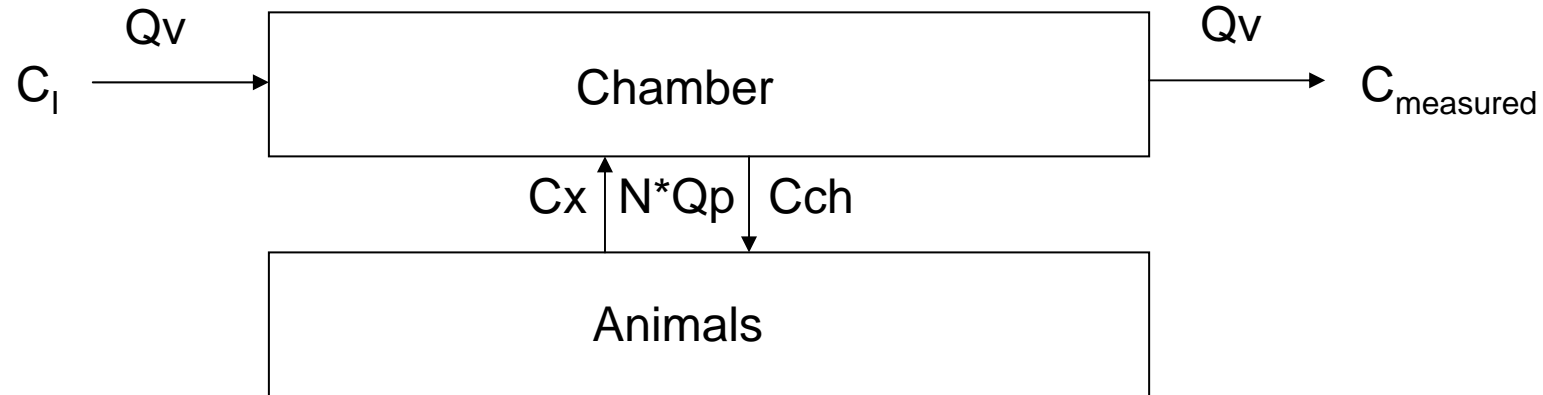 Qv
Qv
C_I
Chamber
C_measured
Cx N*Qp Cch
Animals